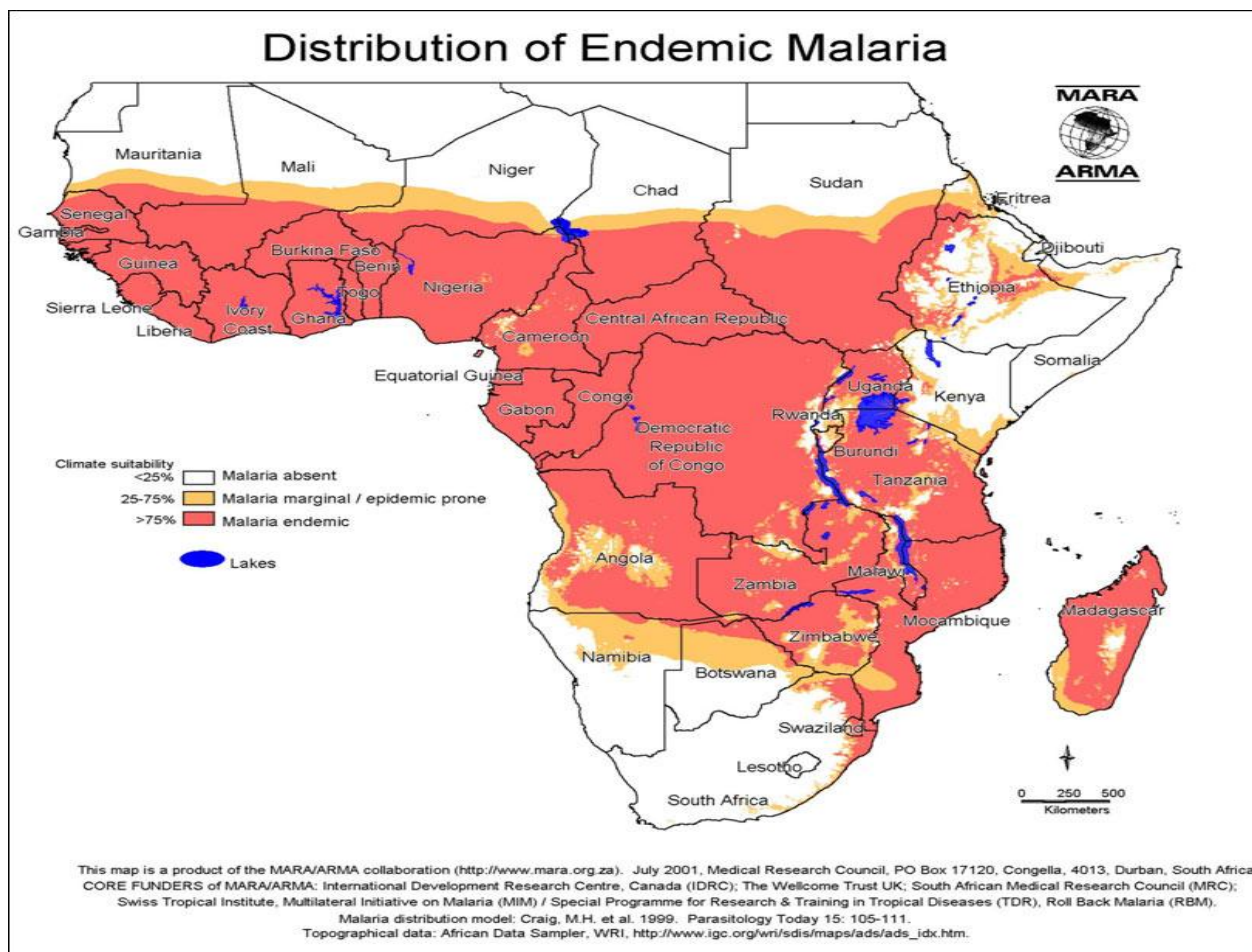 Distribution of Endemic Malaria
MARA
ARMA
Mauritania
Mali
Niger
Chad
Sudan
Eritrea
Senegal
Gambia
Burkina Faso
Djibouti
Guinea
Benin
Nigeria
Ethiopia
Togo
Sierra Leone
Ivory
Coast
Ghana
Central African Republic
Liberia
Cameroon
Somalia
Equatorial Guinea
Uganda
Kenya
Gabon
Congo
Rwanda
Democratic
Republic
of Congo
Burundi
Tanzania
Climate suitability
<25% Malaria absent
25-75% Malaria marginal / epidemic prone
>75% Malaria endemic
Lakes
Angola
Zambia
Malawi
Madagascar
Mocambique
Zimbabwe
Namibia
Botswana
Swaziland
Lesotho
South Africa
0 250 500
Kilometers
This map is a product of the MARA/ARMA collaboration (http://www.mara.org.za). July 2001, Medical Research Council, PO Box 17120, Congella, 4013, Durban, South Africa
CORE FUNDERS of MARA/ARMA: International Development Research Centre, Canada (IDRC); The Wellcome Trust UK; South African Medical Research Council (MRC);
Swiss Tropical Institute, Multilateral Initiative on Malaria (MIM) / Special Programme for Research & Training in Tropical Diseases (TDR), Roll Back Malaria (RBM).
Malaria distribution model: Craig, M.H. et al. 1999. Parasitology Today 15: 105-111.
Topographical data: African Data Sampler, WRI, http://www.igc.org/wri/sdis/maps/ads/ads_idx.htm.